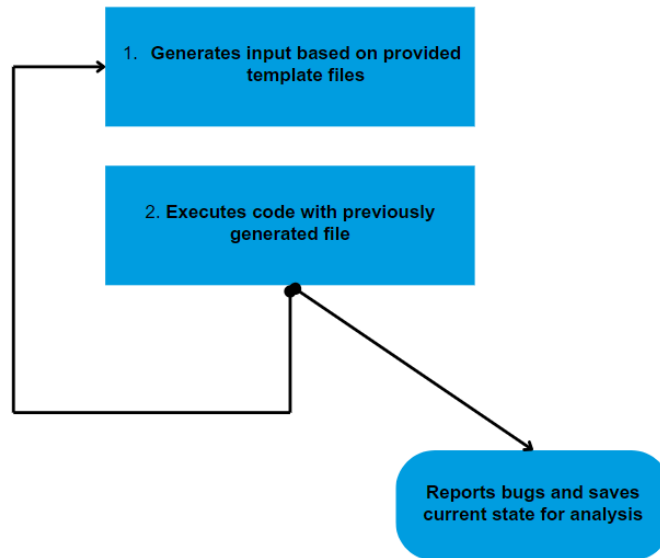 1. Generates input based on provided
template files
2. Executes code with previously
generated file
Reports bugs and saves
current state for analysis